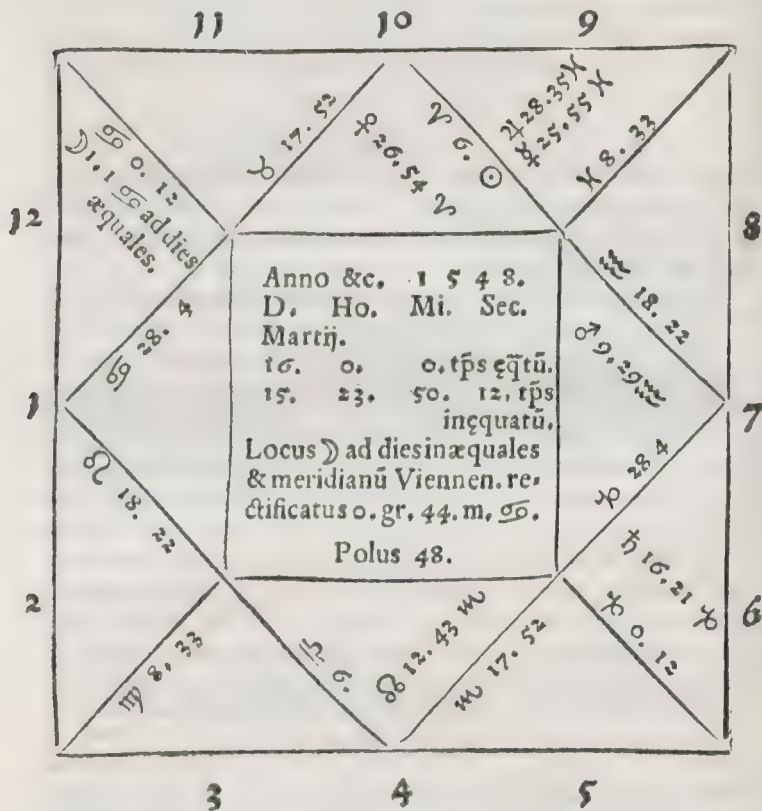 11 10 9
♋ 0. 12
☽ 1. 1 ♋ ad dies
æquales.
♉ 17. 52
♀ 26. 54 ♈
♈ 6. ☉
♃ 28. 35 ♓
☿ 25. 55 ♓
♓ 8. 33
12
8
♋ 28. 4
♒ 18. 22
♂ 9. 29 ♒
Anno &c. 1 5 4 8.
D. Ho. Mi. Sec.
Martij.
16. 0. 0. tp̄s ęq̄tū.
15. 23. 50. 12. tp̄s
inęquatū.
Locus ☽ ad dies inæquales
& meridianū Viennen. re-
ctificatus 0. gr. 44. m. ♋.
Polus 48.
1
7
♌ 18. 22
♑ 28 4
♄ 16. 21 ♑
♑ 0. 12
2
6
♍ 8. 33
♎ 6.
☊ 12. 43 ♏
♏ 17. 52
3 4 5